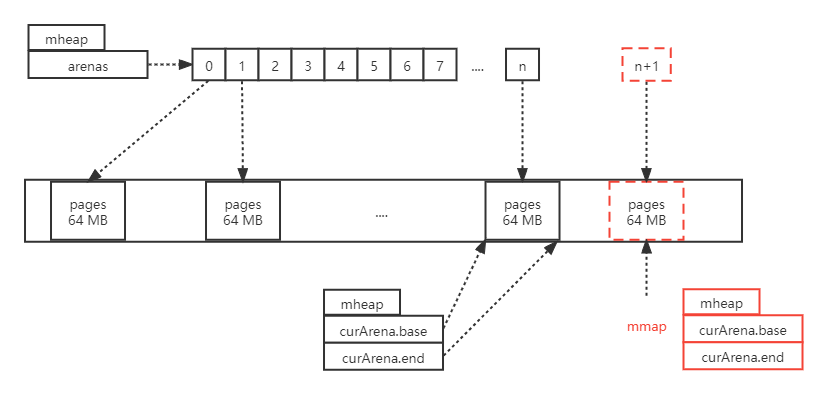 mheap
arenas
0 1 2 3 4 5 6 7 .... n n+1
pages
64 MB
pages
64 MB
....
pages
64 MB
pages
64 MB
mheap
curArena.base
curArena.end
mmap
mheap
curArena.base
curArena.end